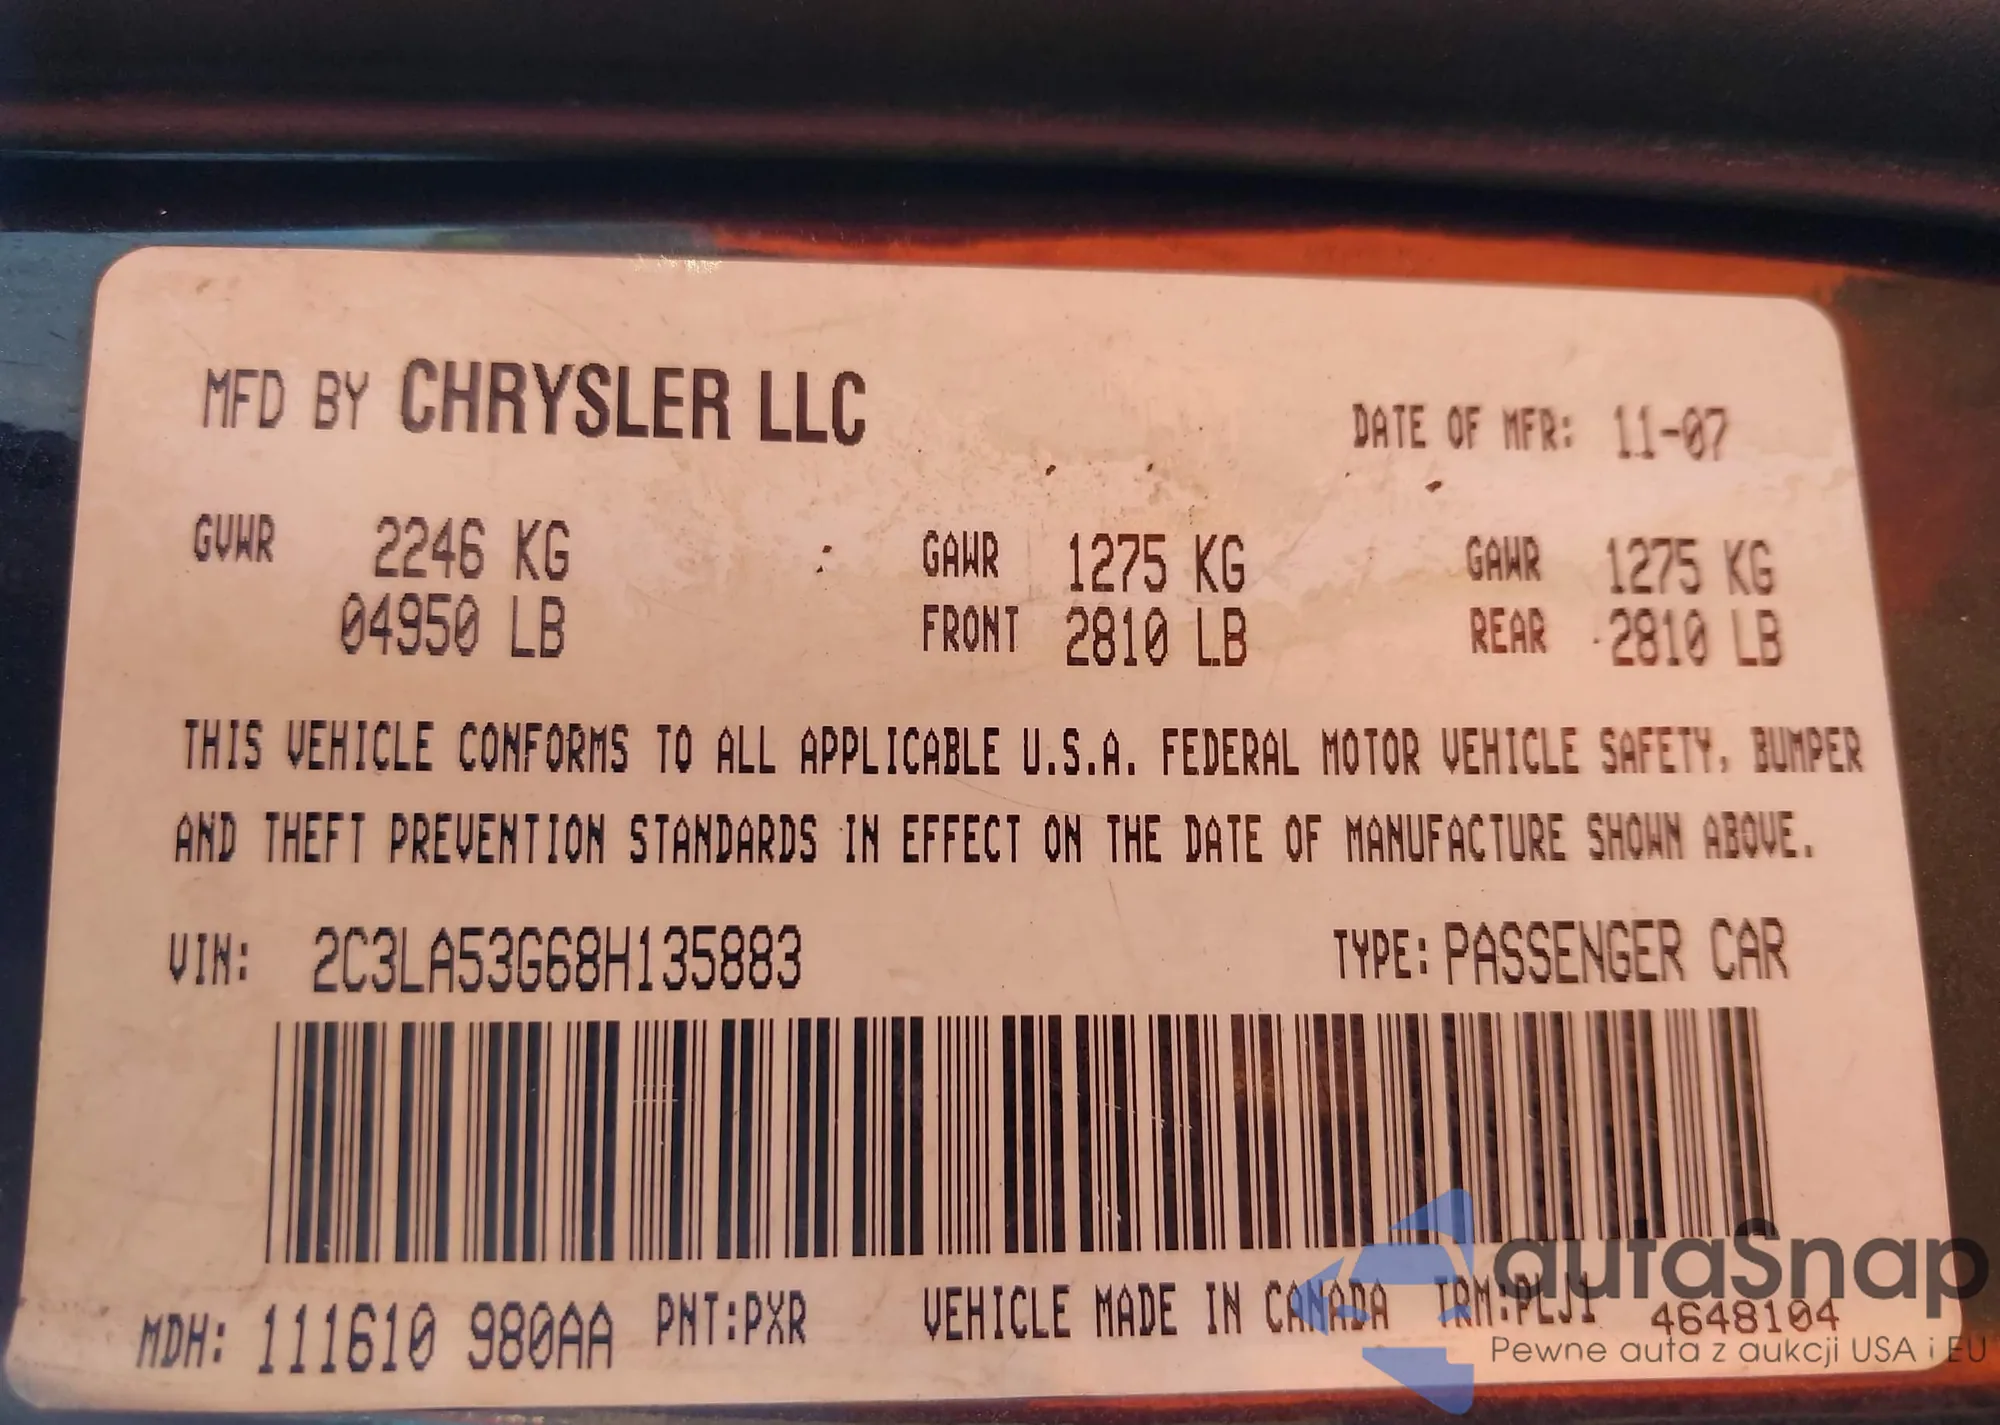 MFD BY CHRYSLER LLC
DATE OF MFR: 11-07
GVWR 2246 KG
04950 LB
GAWR 1275 KG
FRONT 2810 LB
GAWR 1275 KG
REAR 2810 LB
THIS VEHICLE CONFORMS TO ALL APPLICABLE U.S.A. FEDERAL MOTOR VEHICLE SAFETY, BUMPER
AND THEFT PREVENTION STANDARDS IN EFFECT ON THE DATE OF MANUFACTURE SHOWN ABOVE.
VIN: 2C3LA53G68H135883
TYPE: PASSENGER CAR
MDH: 111610 980AA PNT:PXR VEHICLE MADE IN CANADA TRM:PLJ1 4648104
autaSnap
Pewne auta z aukcji USA i EU